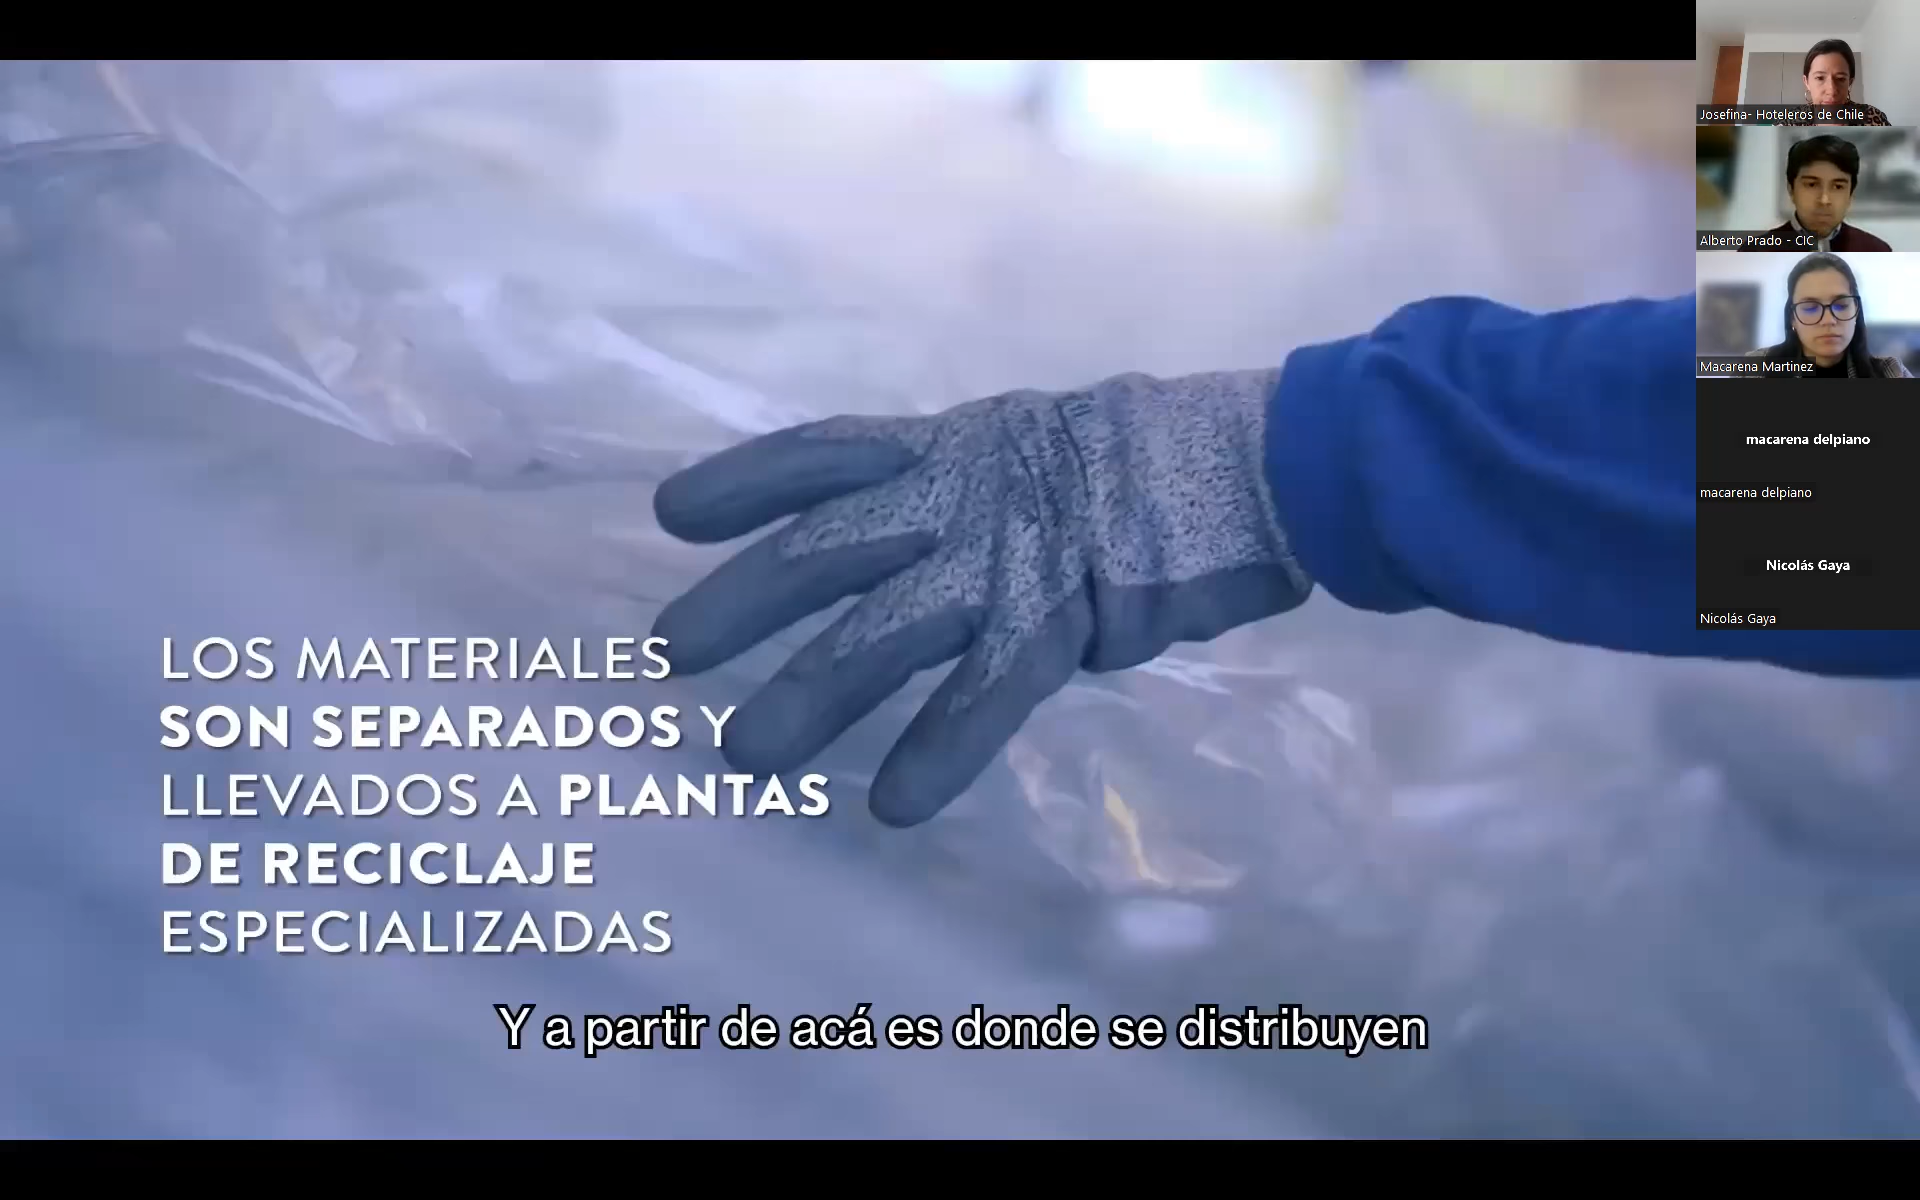 LOS MATERIALES
SON SEPARADOS Y
LLEVADOS A PLANTAS
DE RECICLAJE
ESPECIALIZADAS
Y a partir de acá es donde se distribuyen
Josefina- Hoteleros de Chile
Alberto Prado - CIC
Macarena Martinez
macarena delpiano
macarena delpiano
Nicolás Gaya
Nicolás Gaya